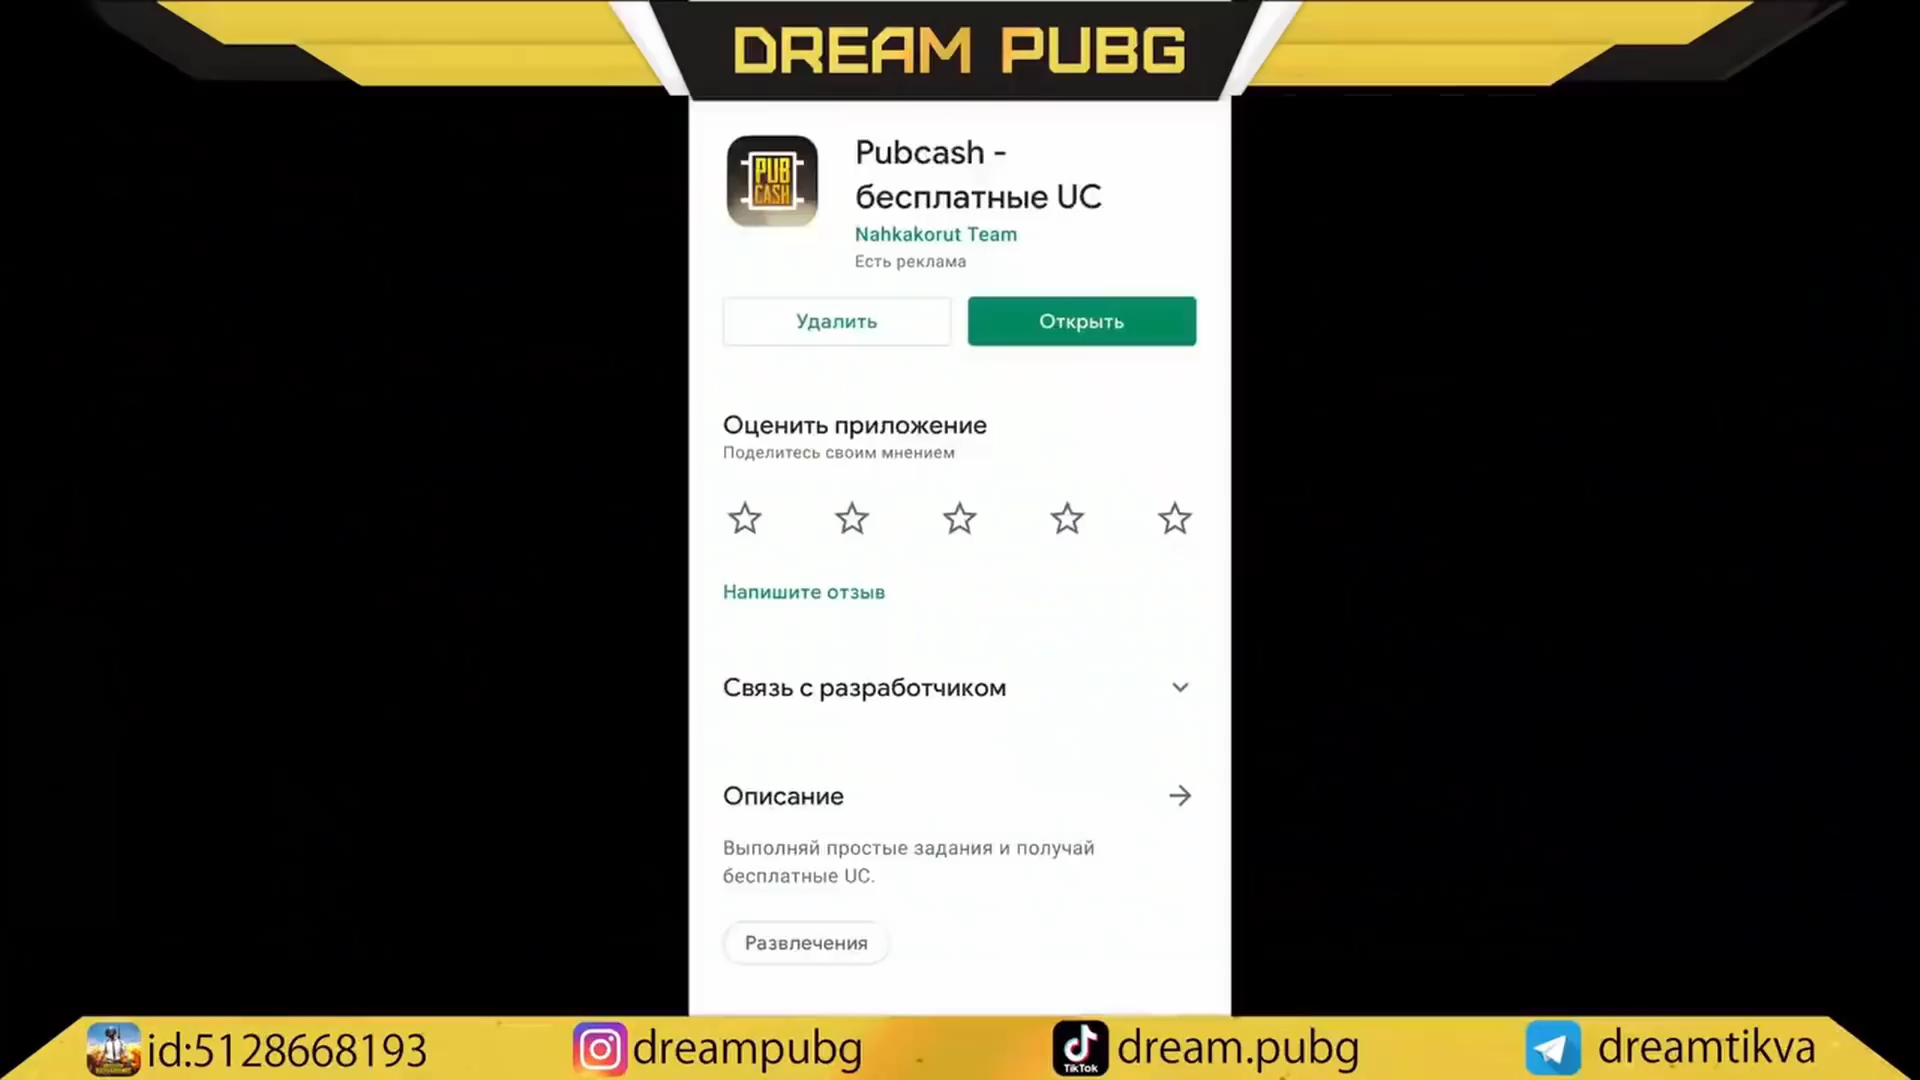 DREAM PUBG
PUB
CASH
Pubcash -
бесплатные UC
Nahkakorut Team
Есть реклама
Удалить
Открыть
Оценить приложение
Поделитесь своим мнением
Напишите отзыв
Связь с разработчиком
Описание
Выполняй простые задания и получай
бесплатные UC.
Развлечения
id:5128668193
dreampubg
TikTok
dream.pubg
dreamtikva